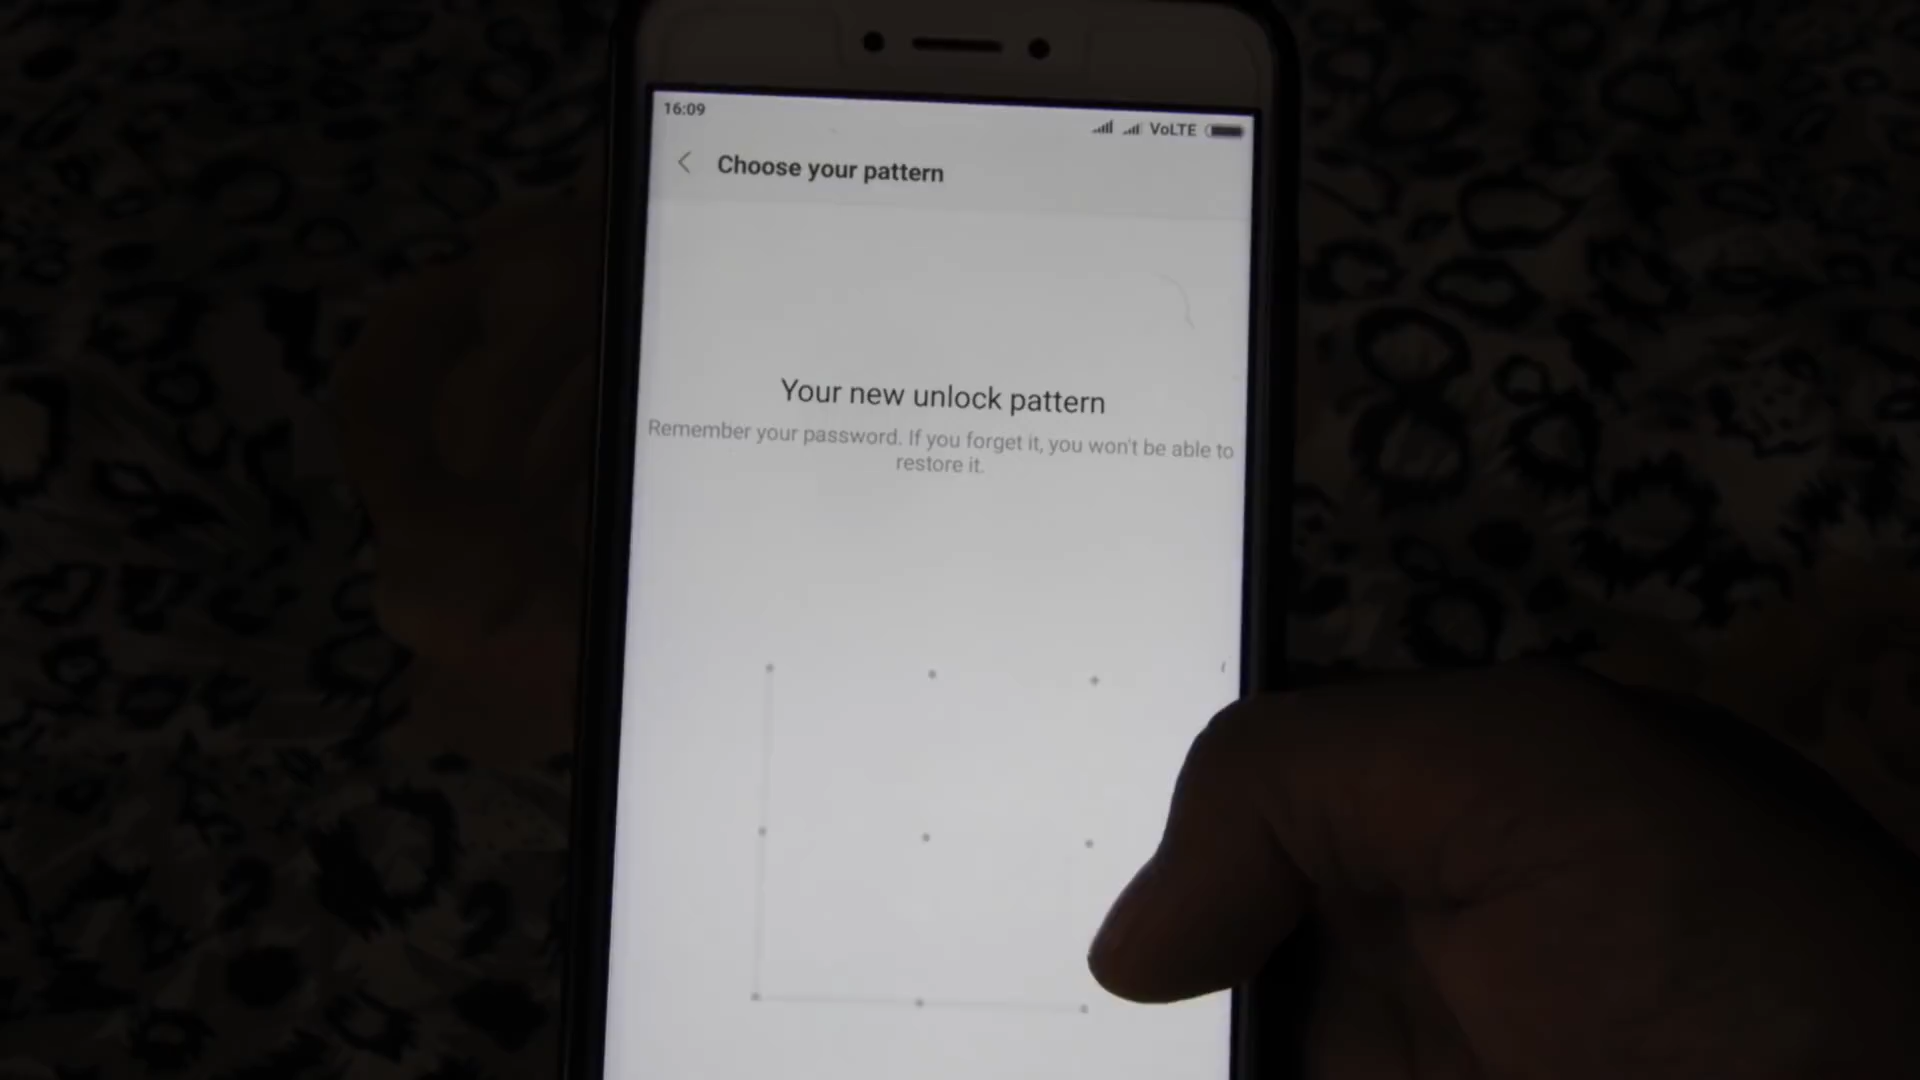 16:09
VoLTE
Choose your pattern
Your new unlock pattern
Remember your password. If you forget it, you won't be able to
restore it.